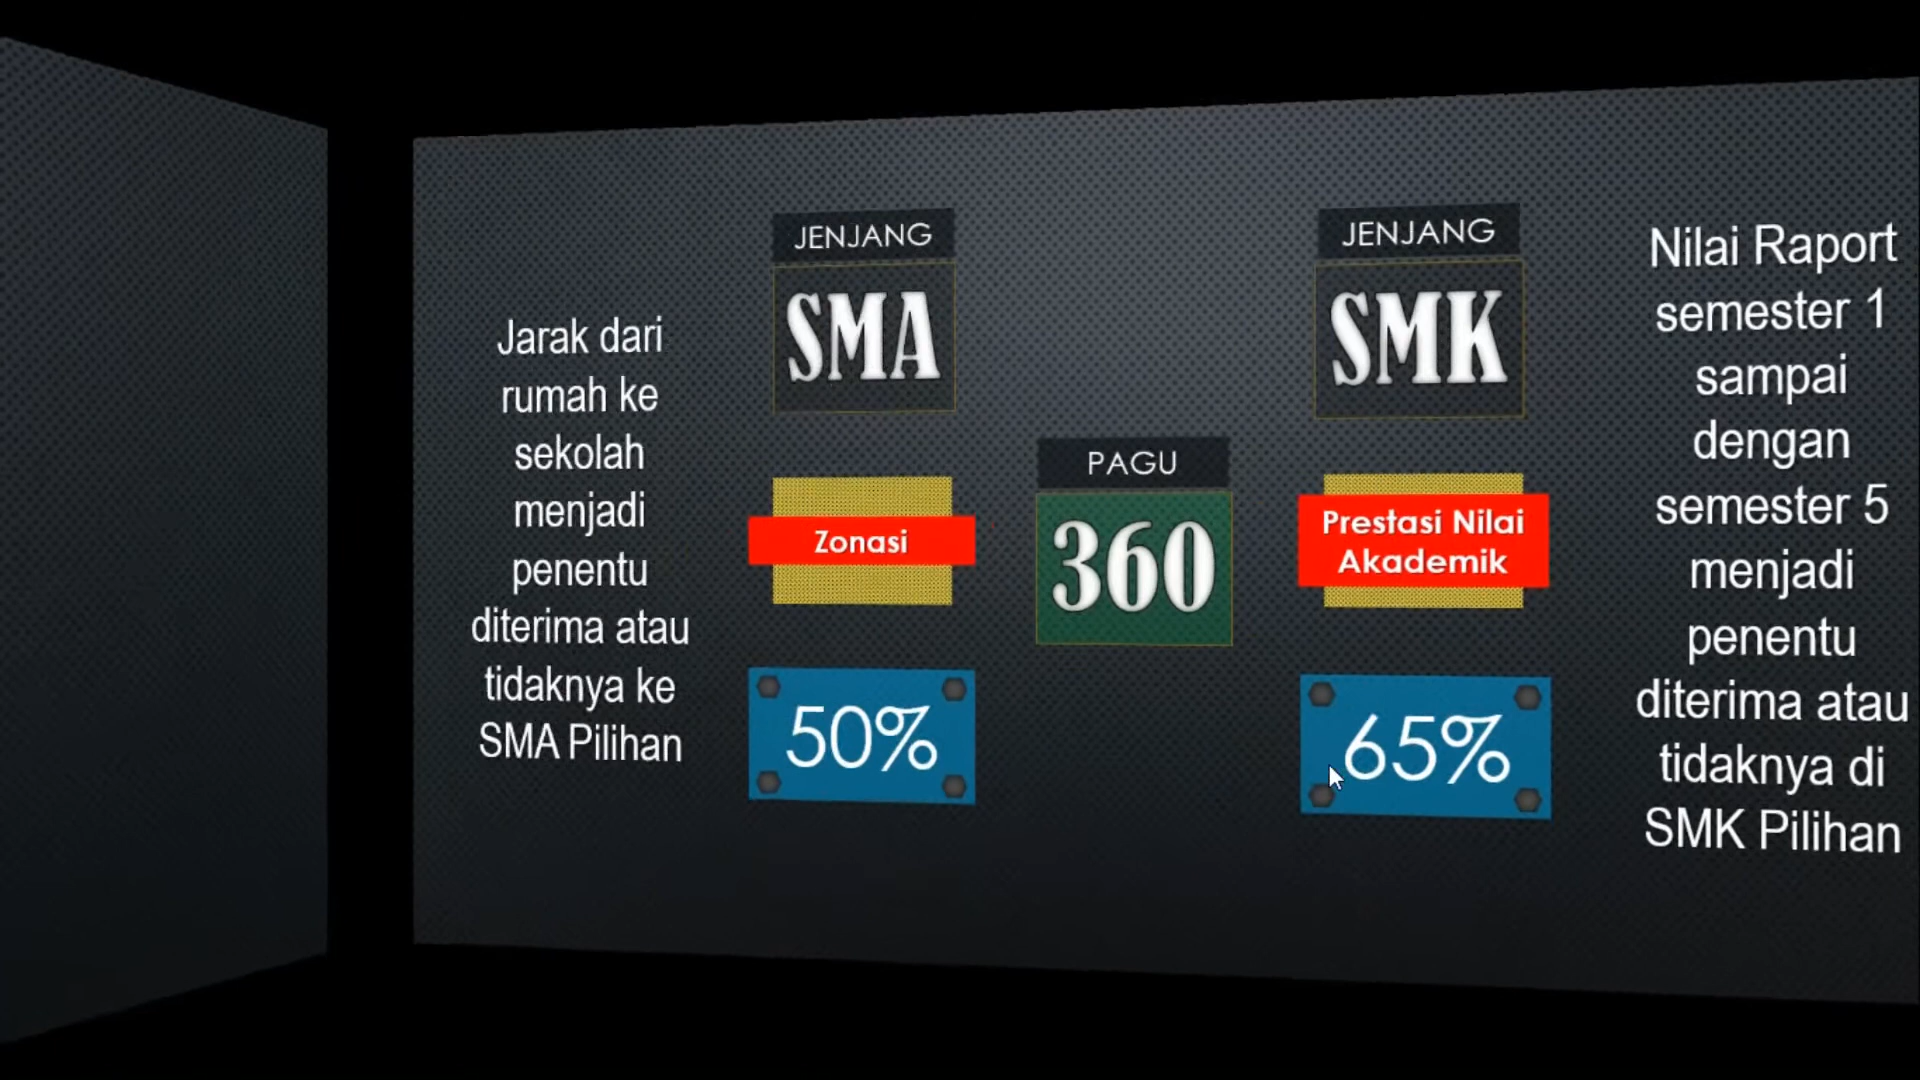 Jarak dari
rumah ke
sekolah
menjadi
penentu
diterima atau
tidaknya ke
SMA Pilihan
JENJANG
SMA
Zonasi
50%
PAGU
360
JENJANG
SMK
Prestasi Nilai
Akademik
65%
Nilai Raport
semester 1
sampai
dengan
semester 5
menjadi
penentu
diterima atau
tidaknya di
SMK Pilihan